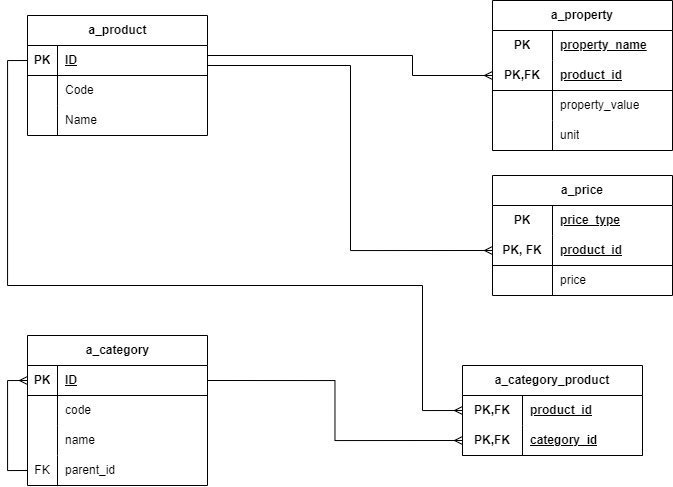 a_product
PK ID
Code
Name
a_property
PK property_name
PK,FK product_id
property_value
unit
a_price
PK price_type
PK, FK product_id
price
a_category
PK ID
code
name
FK parent_id
a_category_product
PK,FK product_id
PK,FK category_id